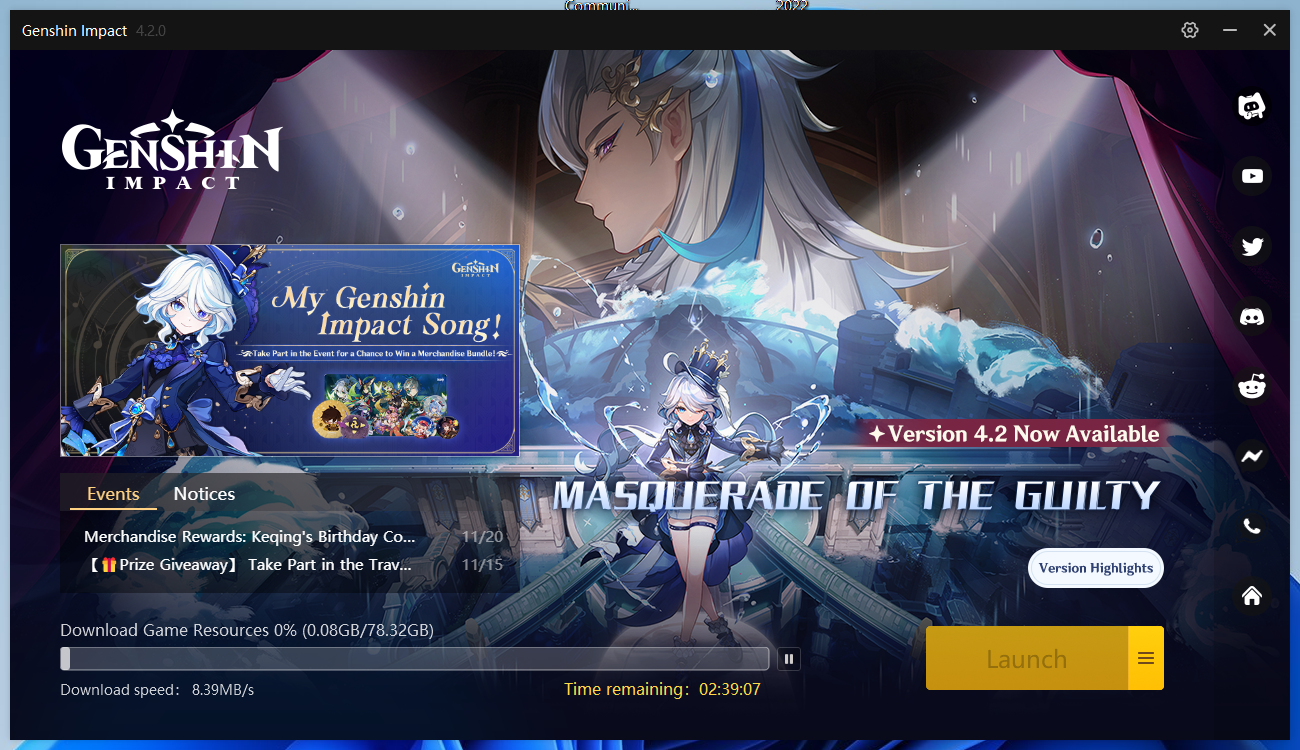 Communi...
2022
Genshin Impact 4.2.0
GENSHIN
IMPACT
GENSHIN
IMPACT
My Genshin
Impact Song!
Take Part in the Event for a Chance to Win a Merchandise Bundle!
Version 4.2 Now Available
MASQUERADE OF THE GUILTY
Events Notices
Merchandise Rewards: Keqing's Birthday Co... 11/20
【🎁Prize Giveaway】 Take Part in the Trav... 11/15
Version Highlights
Download Game Resources 0% (0.08GB/78.32GB)
Launch
Download speed： 8.39MB/s
Time remaining： 02:39:07